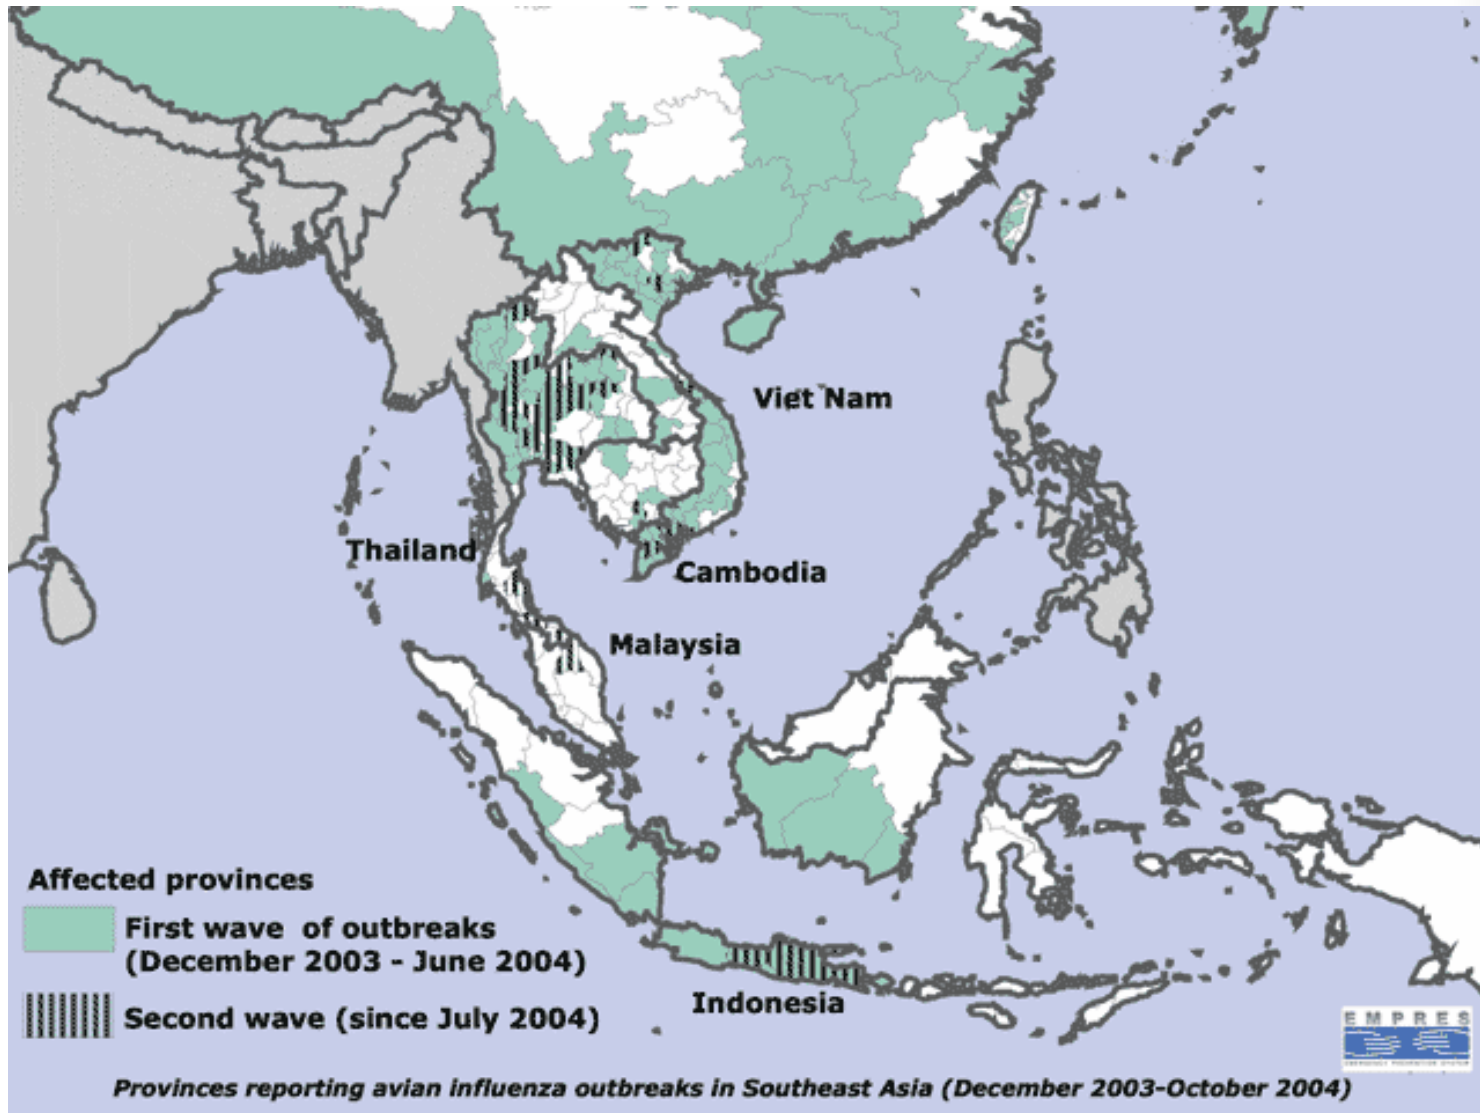 Viet Nam
Thailand
Cambodia
Malaysia
Affected provinces
First wave of outbreaks
(December 2003 - June 2004)
Second wave (since July 2004)
Indonesia
EMPRES
Provinces reporting avian influenza outbreaks in Southeast Asia (December 2003-October 2004)